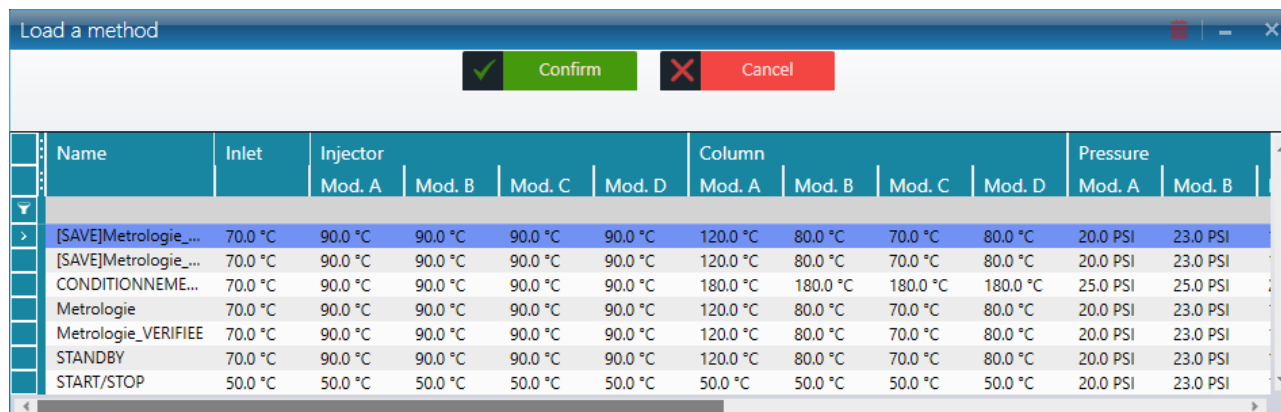 Load a method
Confirm Cancel
Name Inlet Injector Column Pressure
Mod. A Mod. B Mod. C Mod. D Mod. A Mod. B Mod. C Mod. D Mod. A Mod. B
[SAVE]Metrologie_... 70.0 °C 90.0 °C 90.0 °C 90.0 °C 90.0 °C 120.0 °C 80.0 °C 70.0 °C 80.0 °C 20.0 PSI 23.0 PSI
[SAVE]Metrologie_... 70.0 °C 90.0 °C 90.0 °C 90.0 °C 90.0 °C 120.0 °C 80.0 °C 70.0 °C 80.0 °C 20.0 PSI 23.0 PSI
CONDITIONNEME... 70.0 °C 90.0 °C 90.0 °C 90.0 °C 90.0 °C 180.0 °C 180.0 °C 180.0 °C 180.0 °C 25.0 PSI 25.0 PSI
Metrologie 70.0 °C 90.0 °C 90.0 °C 90.0 °C 90.0 °C 120.0 °C 80.0 °C 70.0 °C 80.0 °C 20.0 PSI 23.0 PSI
Metrologie_VERIFIEE 70.0 °C 90.0 °C 90.0 °C 90.0 °C 90.0 °C 120.0 °C 80.0 °C 70.0 °C 80.0 °C 20.0 PSI 23.0 PSI
STANDBY 70.0 °C 90.0 °C 90.0 °C 90.0 °C 90.0 °C 120.0 °C 80.0 °C 70.0 °C 80.0 °C 20.0 PSI 23.0 PSI
START/STOP 50.0 °C 50.0 °C 50.0 °C 50.0 °C 50.0 °C 50.0 °C 50.0 °C 50.0 °C 50.0 °C 20.0 PSI 23.0 PSI